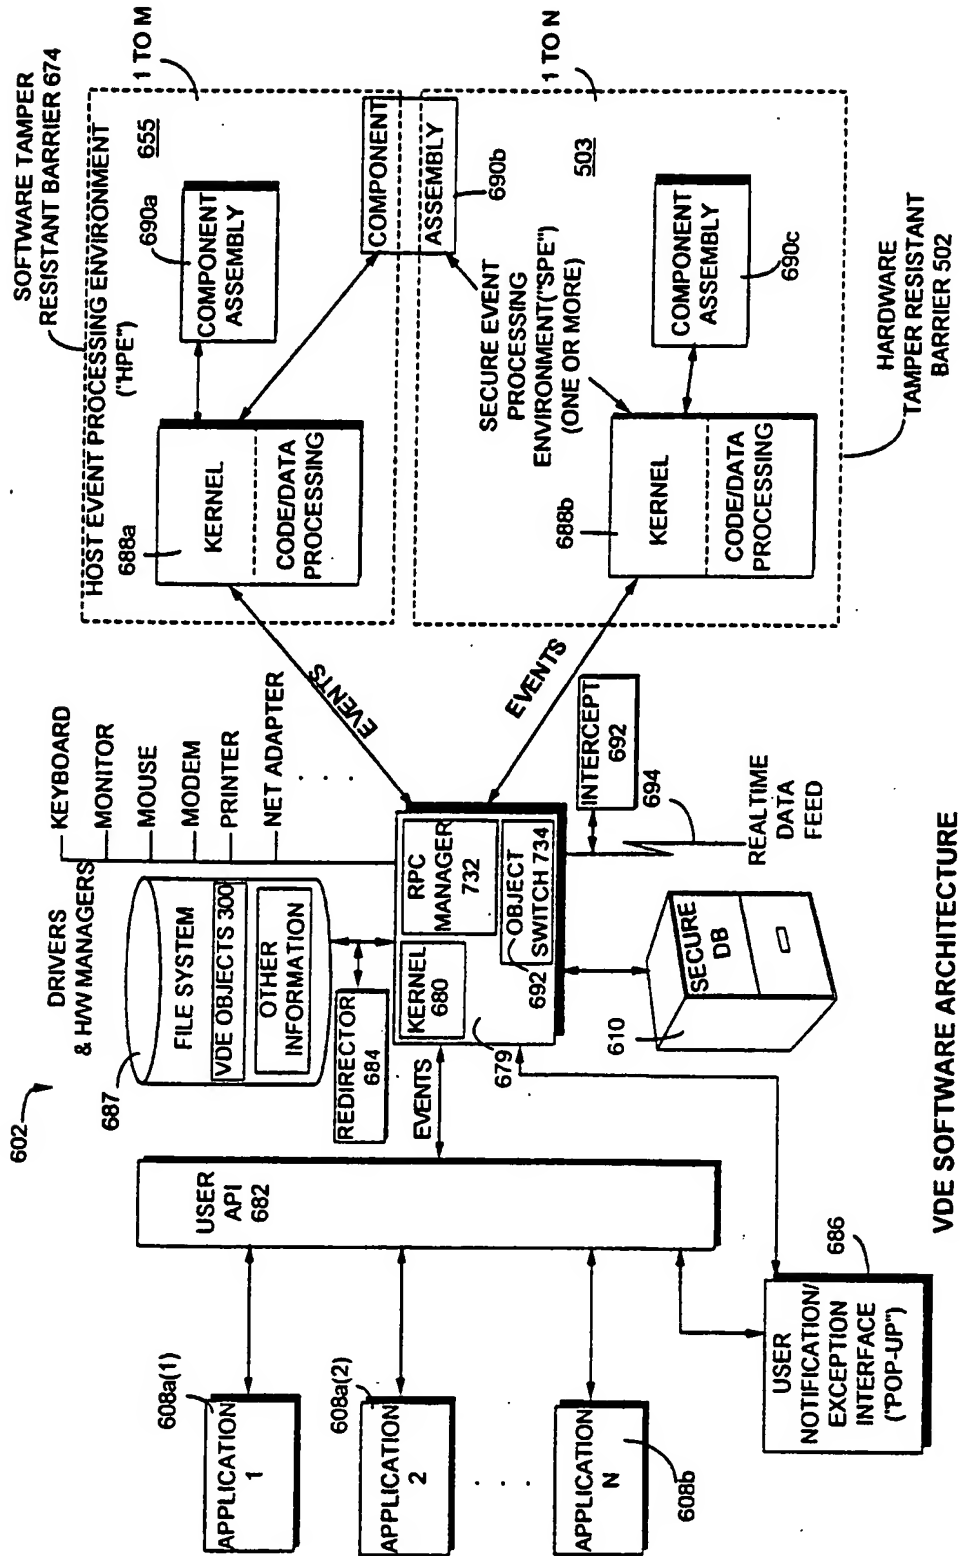 602
DRIVERS
& H/W MANAGERS
KEYBOARD
MONITOR
MOUSE
MODEM
PRINTER
NET ADAPTER
. . .
687
FILE SYSTEM
VDE OBJECTS 300
OTHER
INFORMATION
REDIRECTOR
684
SOFTWARE TAMPER
RESISTANT BARRIER 674
HOST EVENT PROCESSING ENVIRONMENT
("HPE")
655
1 TO M
688a
KERNEL
CODE/DATA
PROCESSING
690a
COMPONENT
ASSEMBLY
COMPONENT
ASSEMBLY
690b
EVENTS
EVENTS
SECURE EVENT
PROCESSING
ENVIRONMENT("SPE")
(ONE OR MORE)
503
1 TO N
688b
KERNEL
CODE/DATA
PROCESSING
COMPONENT
ASSEMBLY
690c
HARDWARE
TAMPER RESISTANT
BARRIER 502
USER
API
682
EVENTS
KERNEL
680
RPC
MANAGER
732
692
OBJECT
SWITCH 734
679
INTERCEPT
692
694
REALTIME
DATA
FEED
610
SECURE
DB
608a(1)
APPLICATION
1
608a(2)
APPLICATION
2
. . . .
APPLICATION
N
608b
686
USER
NOTIFICATION/
EXCEPTION
INTERFACE
("POP-UP")
VDE SOFTWARE ARCHITECTURE